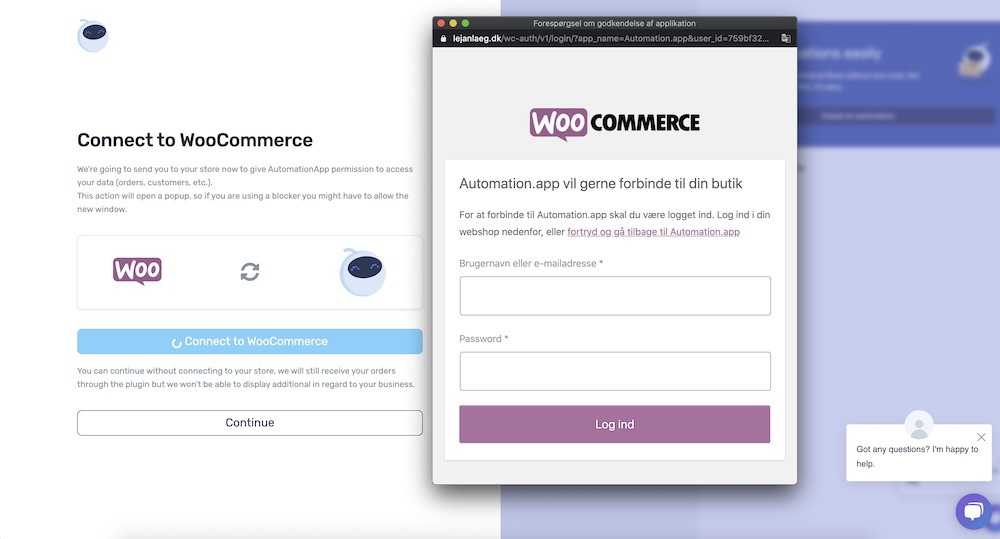 Connect to WooCommerce
We're going to send you to your store now to give AutomationApp permission to access
your data (orders, customers, etc.).
This action will open a popup, so if you are using a blocker you might have to allow the
new window.
WOO
Connect to WooCommerce
You can continue without connecting to your store, we will still receive your orders
through the plugin but we won't be able to display additional in regard to your business.
Continue
Forespørgsel om godkendelse af applikation
lejanlaeg.dk/wc-auth/v1/login/?app_name=Automation.app&user_id=759bf32...
WOO COMMERCE
Automation.app vil gerne forbinde til din butik
For at forbinde til Automation.app skal du være logget ind. Log ind i din
webshop nedenfor, eller fortryd og gå tilbage til Automation.app
Brugernavn eller e-mailadresse *
Password *
Log ind
Got any questions? I'm happy to
help.